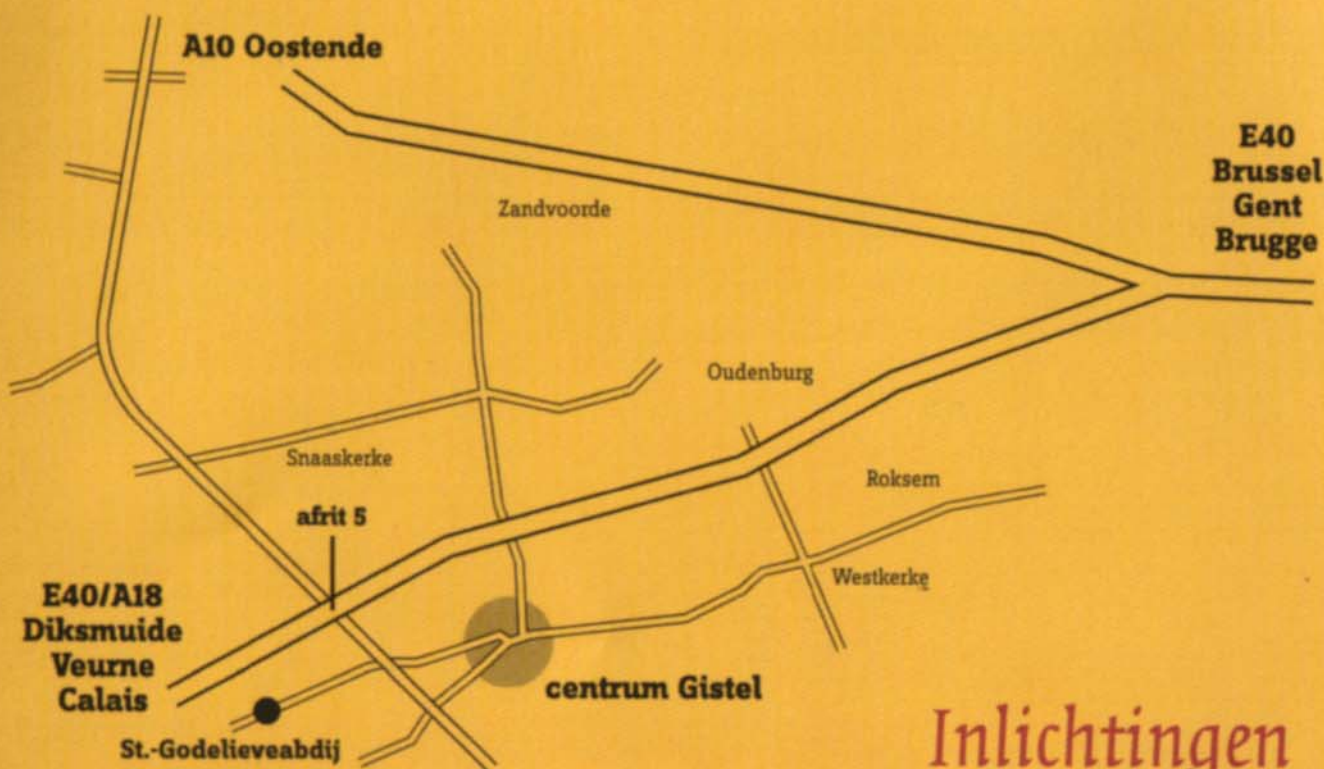 A10 Oostende
E40
Brussel
Gent
Brugge
Zandvoorde
Oudenburg
Snaaskerke
Roksem
afrit 5
Westkerke
E40/A18
Diksmuide
Veurne
Calais
centrum Gistel
St.-Godelieveabdij
Inlichtingen